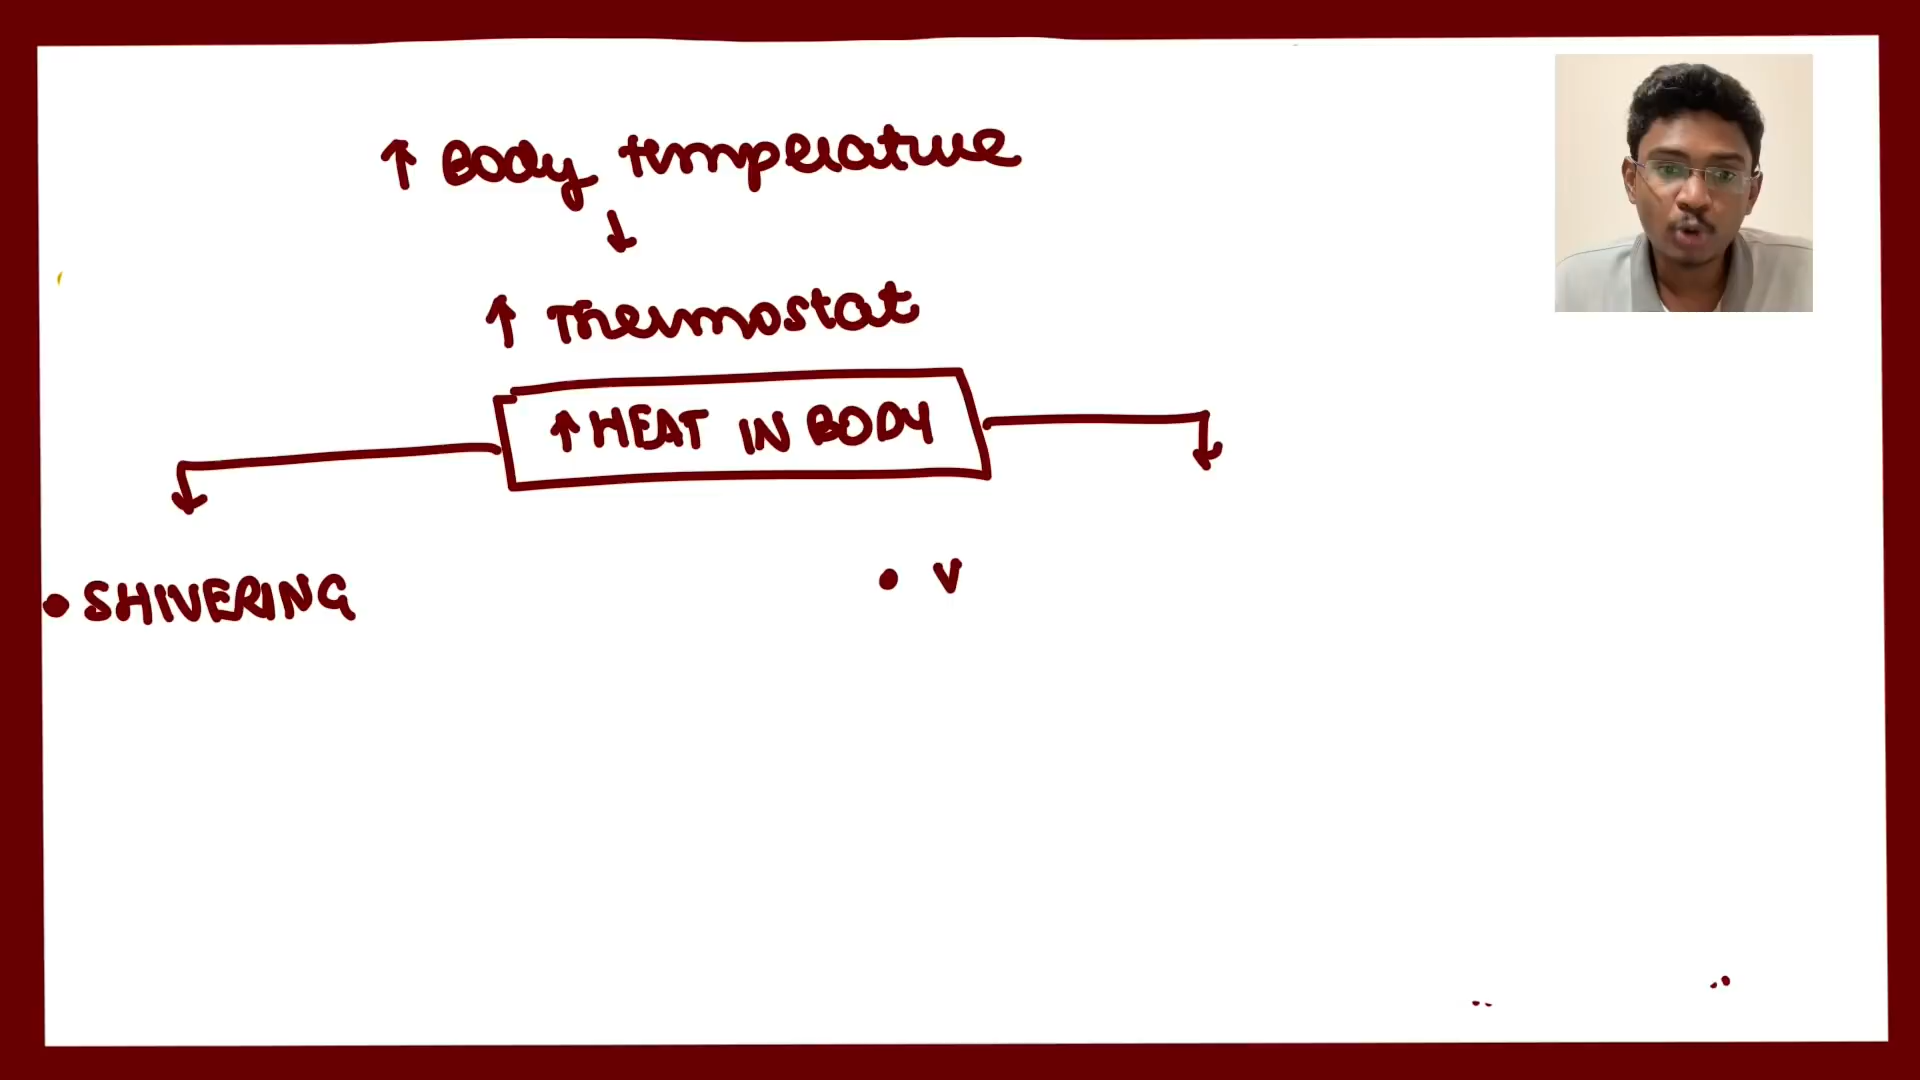 ↑ Body temperature
↓
↑ Thermostat
↑ HEAT IN BODY
• SHIVERING
• V